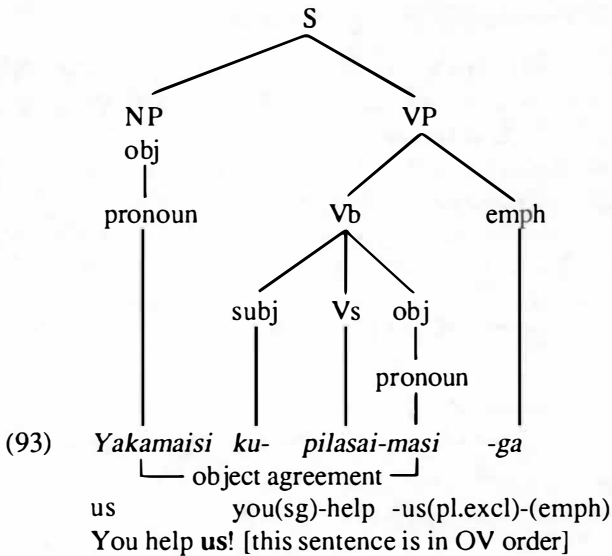 S
NP VP
obj
pronoun Vb emph
subj Vs obj
pronoun
(93) Yakamaisi ku- pilasai-masi -ga
object agreement
us you(sg)-help -us(pl.excl)-(emph)
You help us! [this sentence is in OV order]